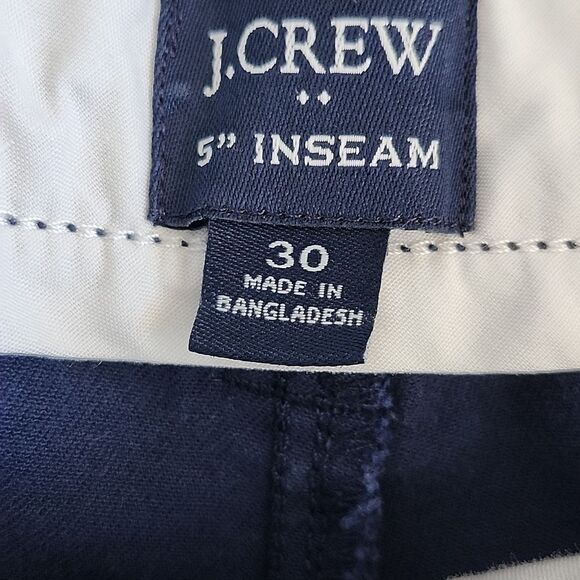 J.CREW
5" INSEAM
30
MADE IN
BANGLADESH